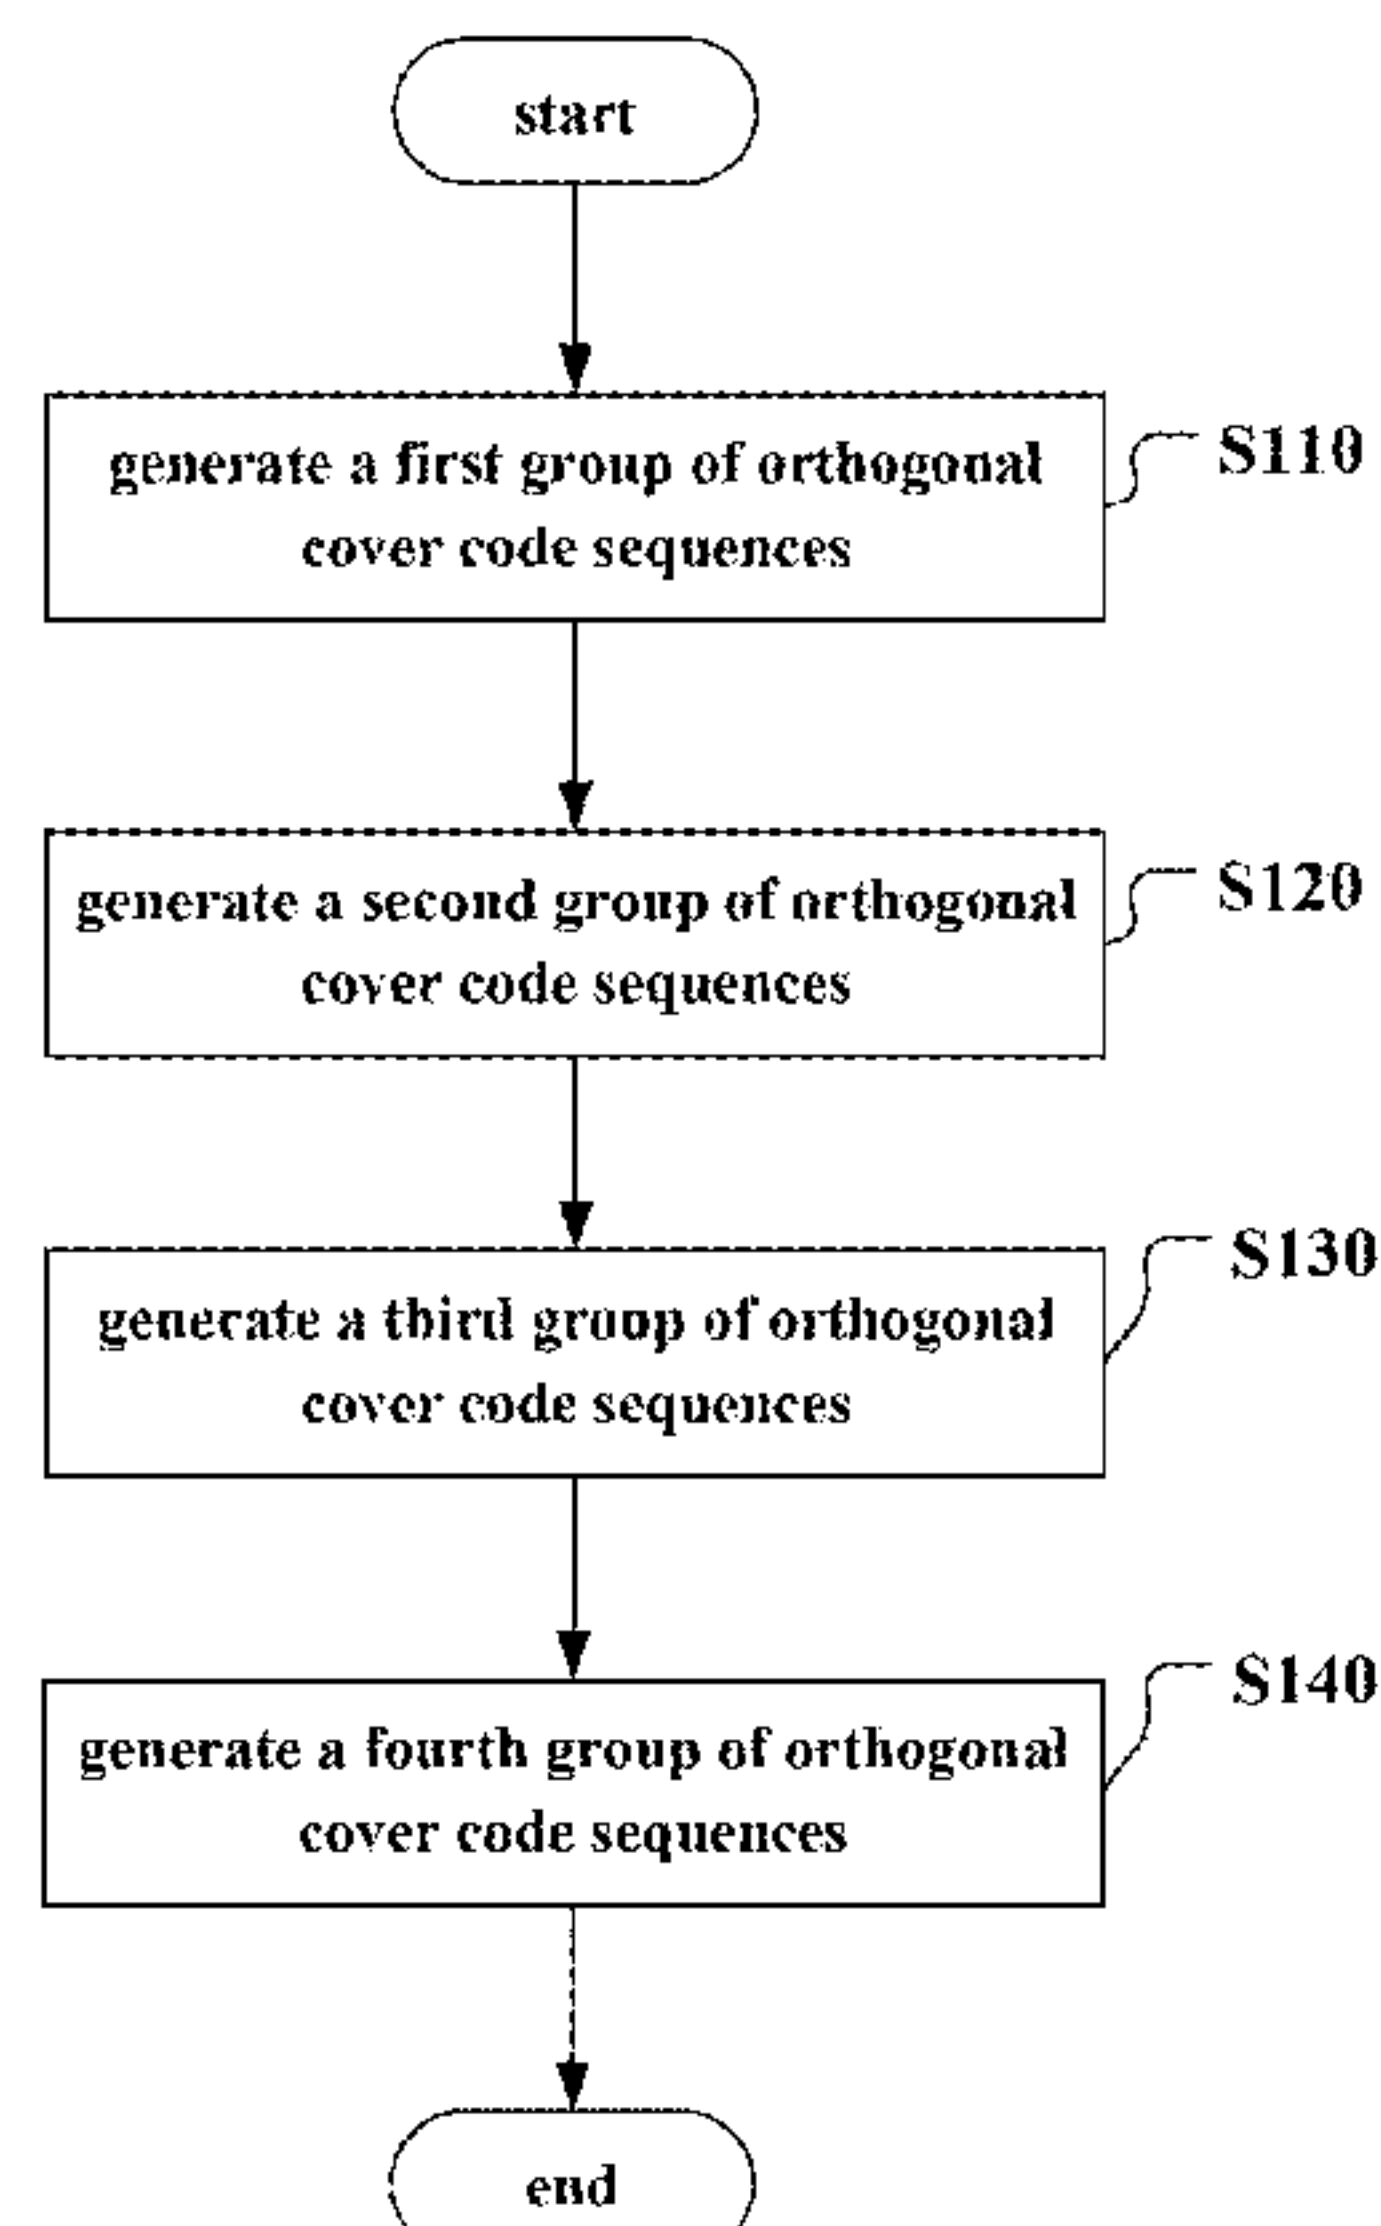 start
generate a first group of orthogonal
cover code sequences
S110
generate a second group of orthogonal
cover code sequences
S120
generate a third group of orthogonal
cover code sequences
S130
generate a fourth group of orthogonal
cover code sequences
S140
end